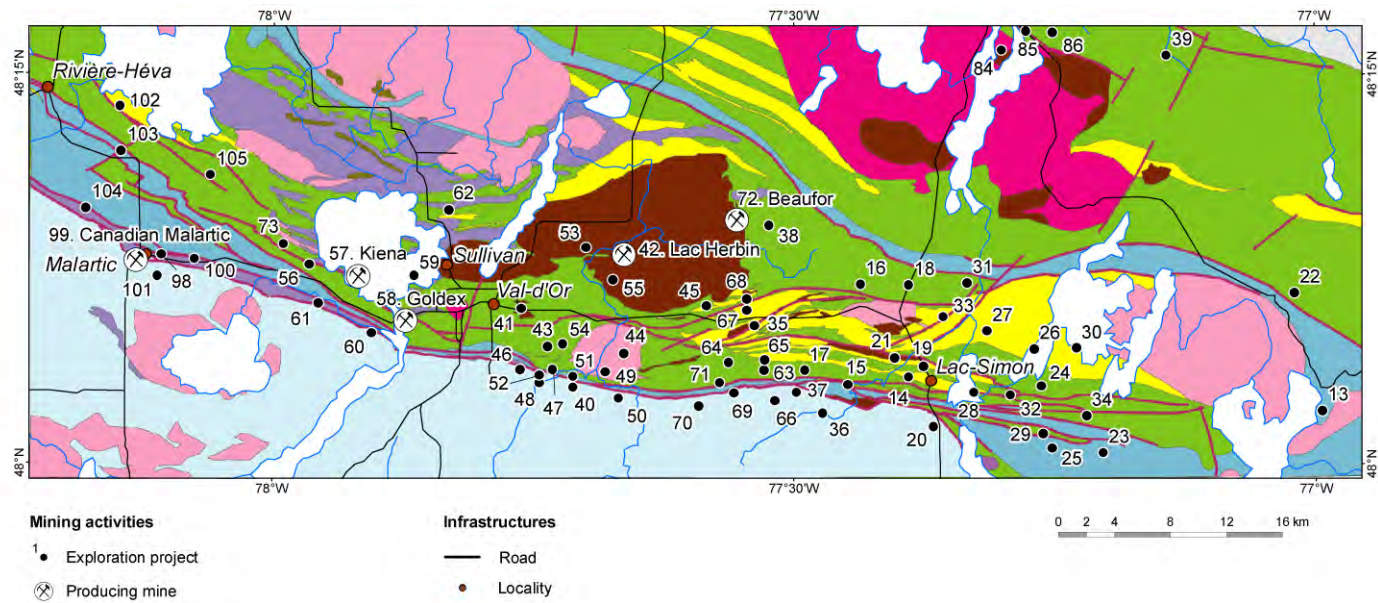 78°W
77°30'W
77°W
48°15'N
48°15'N
Rivière-Héva
102
103
105
104
99. Canadian Malartic
Malartic
101
98
100
73
56
57. Kiena
59
62
Sullivan
58. Goldex
61
60
Val-d'Or
41
53
42. Lac Herbin
55
72. Beaufor
38
84
85
86
39
16
18
31
22
45
68
67
35
33
27
26
30
43
54
44
46
51
49
52
48
47
40
50
64
65
63
17
15
21
19
Lac-Simon
71
70
69
66
37
36
14
20
28
32
24
34
29
25
23
13
48°N
48°N
78°W
77°30'W
77°W
Mining activities
1
Exploration project
Producing mine
Infrastructures
Road
Locality
0 2 4 8 12 16 km